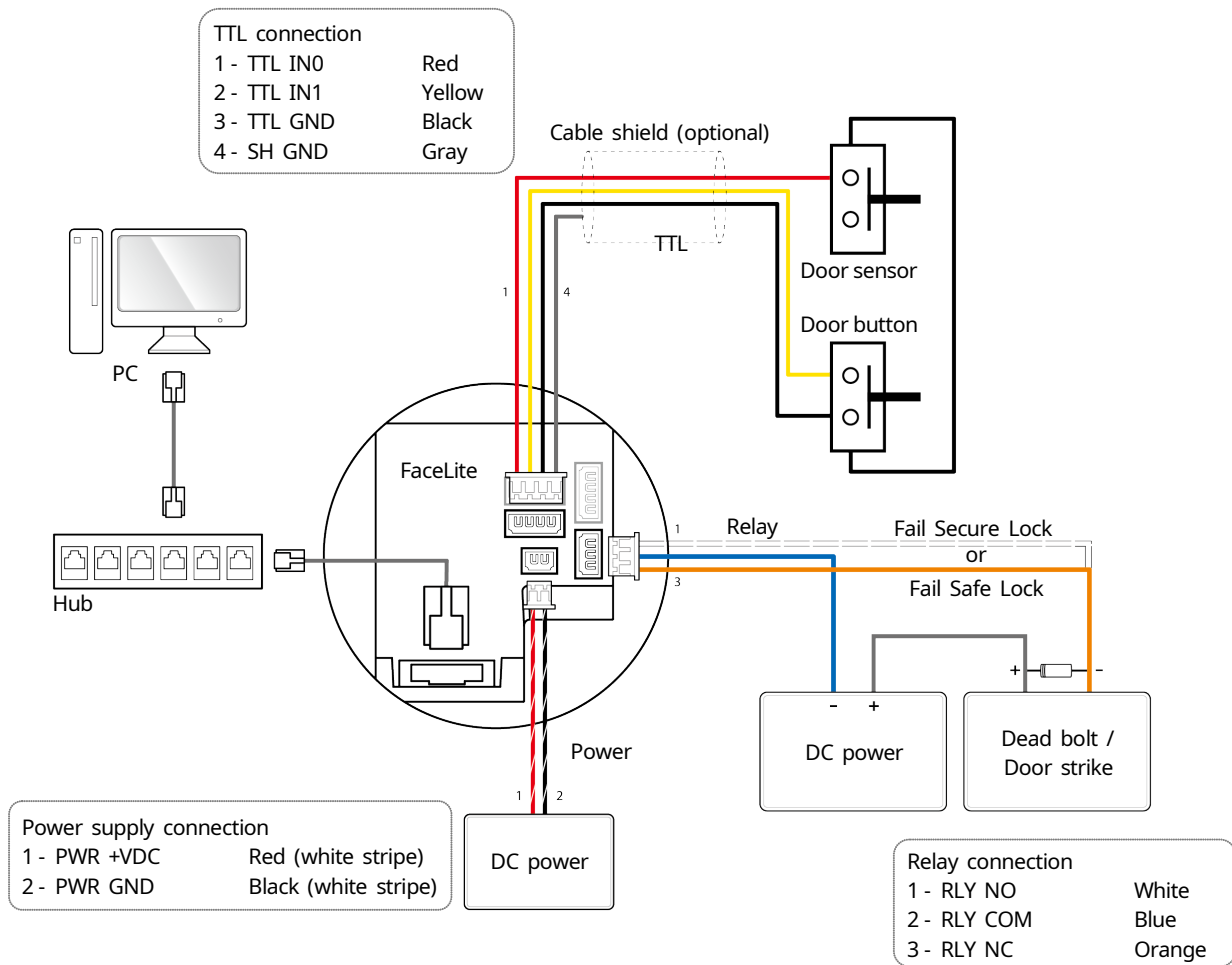 TTL connection
1 - TTL IN0 Red
2 - TTL IN1 Yellow
3 - TTL GND Black
4 - SH GND Gray
Cable shield (optional)
TTL
1
4
Door sensor
Door button
PC
FaceLite
Hub
1
Relay
Fail Secure Lock
or
3
Fail Safe Lock
+
-
-
+
DC power
Dead bolt /
Door strike
Power
1
2
DC power
Power supply connection
1 - PWR +VDC Red (white stripe)
2 - PWR GND Black (white stripe)
Relay connection
1 - RLY NO White
2 - RLY COM Blue
3 - RLY NC Orange